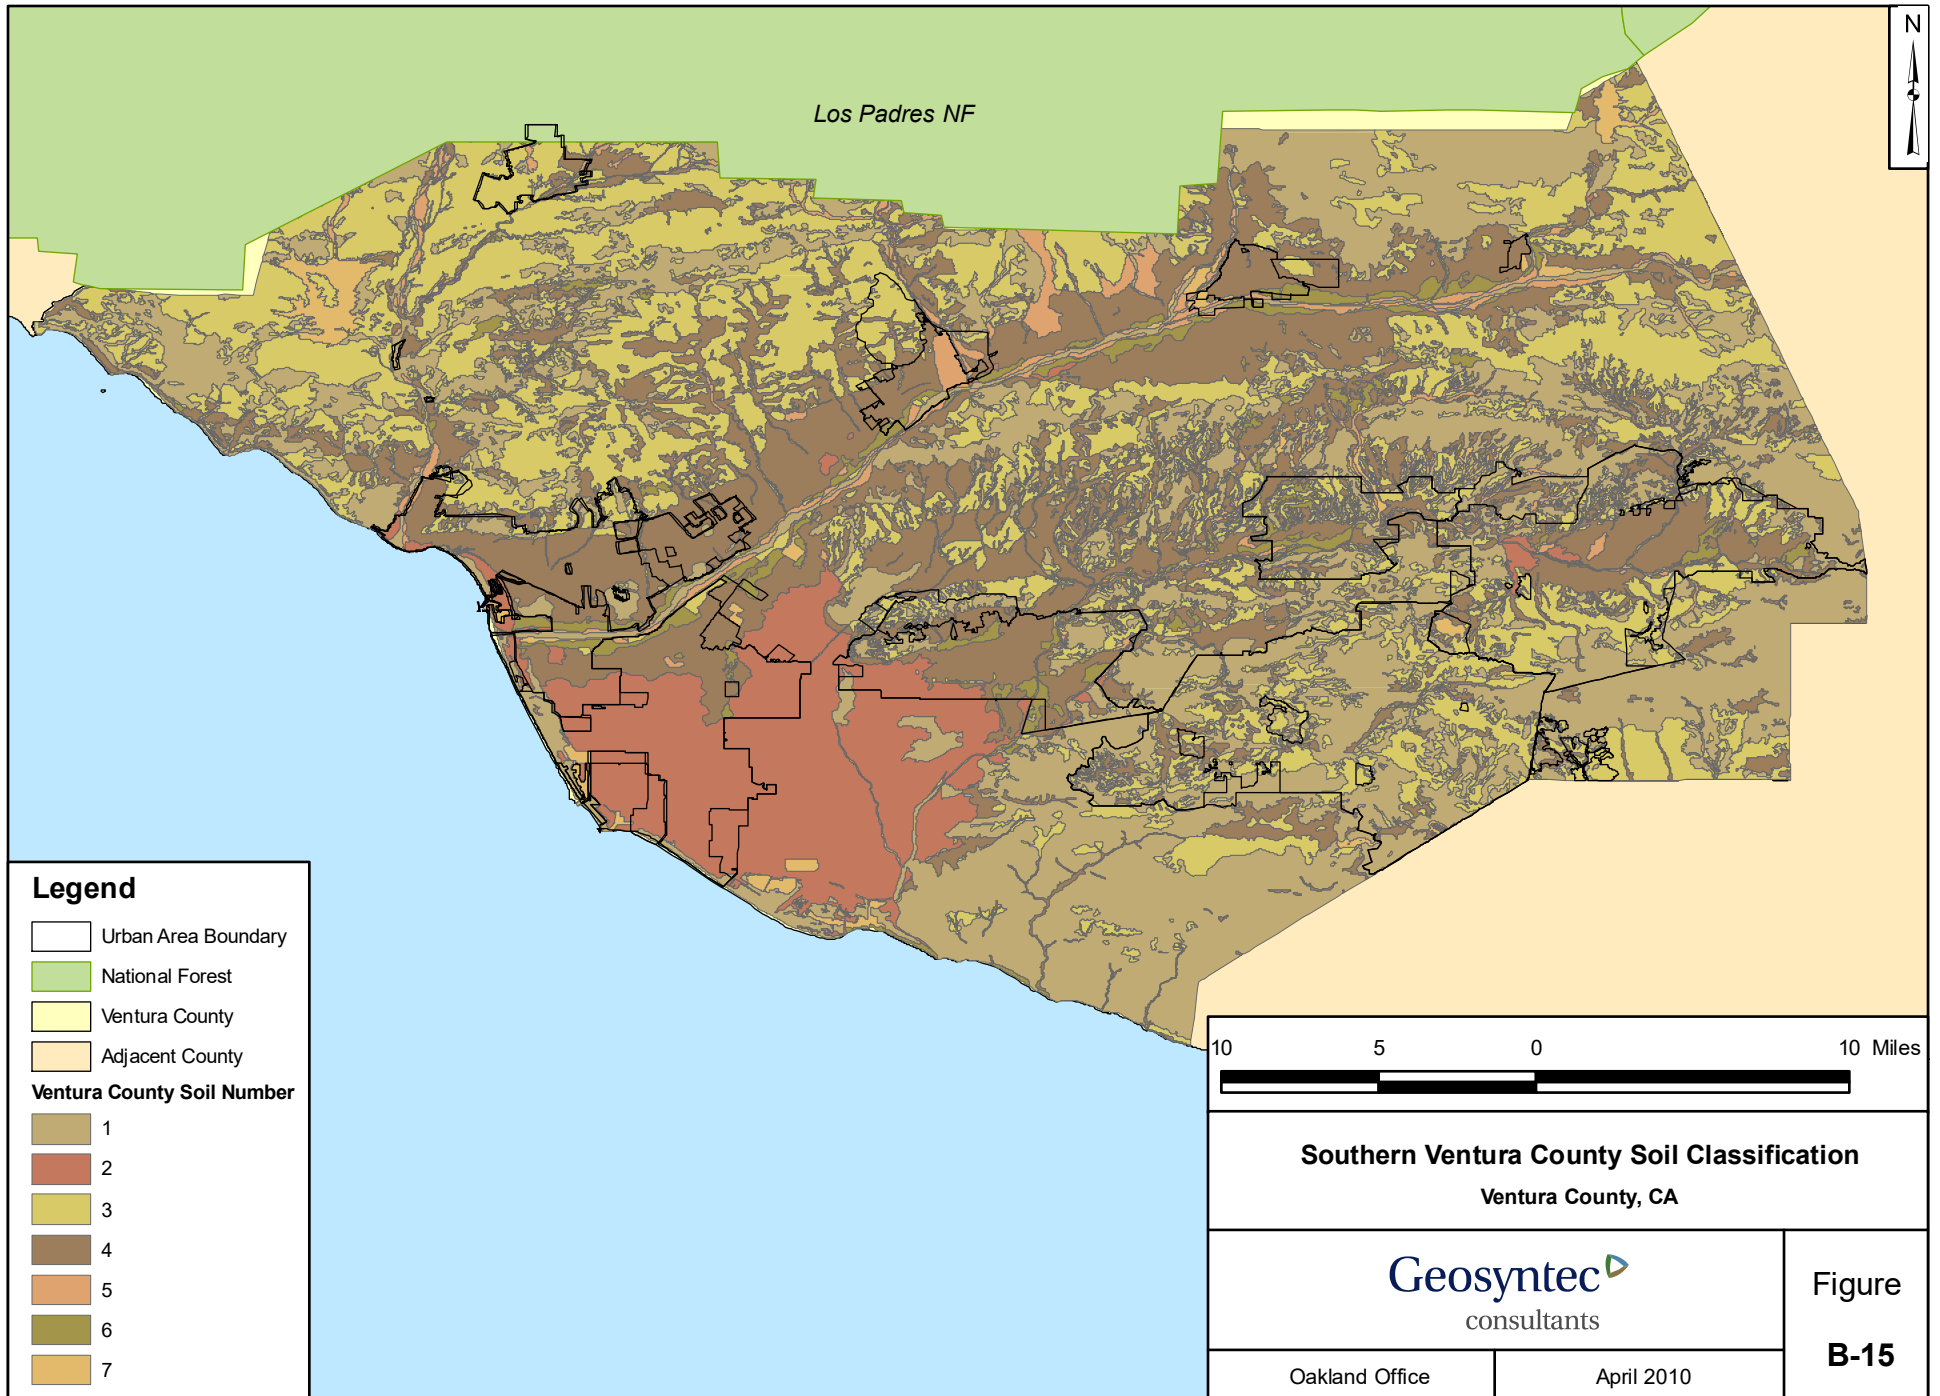 N
Los Padres NF
Legend
Urban Area Boundary
National Forest
Ventura County
Adjacent County
Ventura County Soil Number
1
2
3
4
5
6
7
10 5 0 10 Miles
Southern Ventura County Soil Classification
Ventura County, CA
Geosyntec
consultants
Figure
B-15
Oakland Office
April 2010